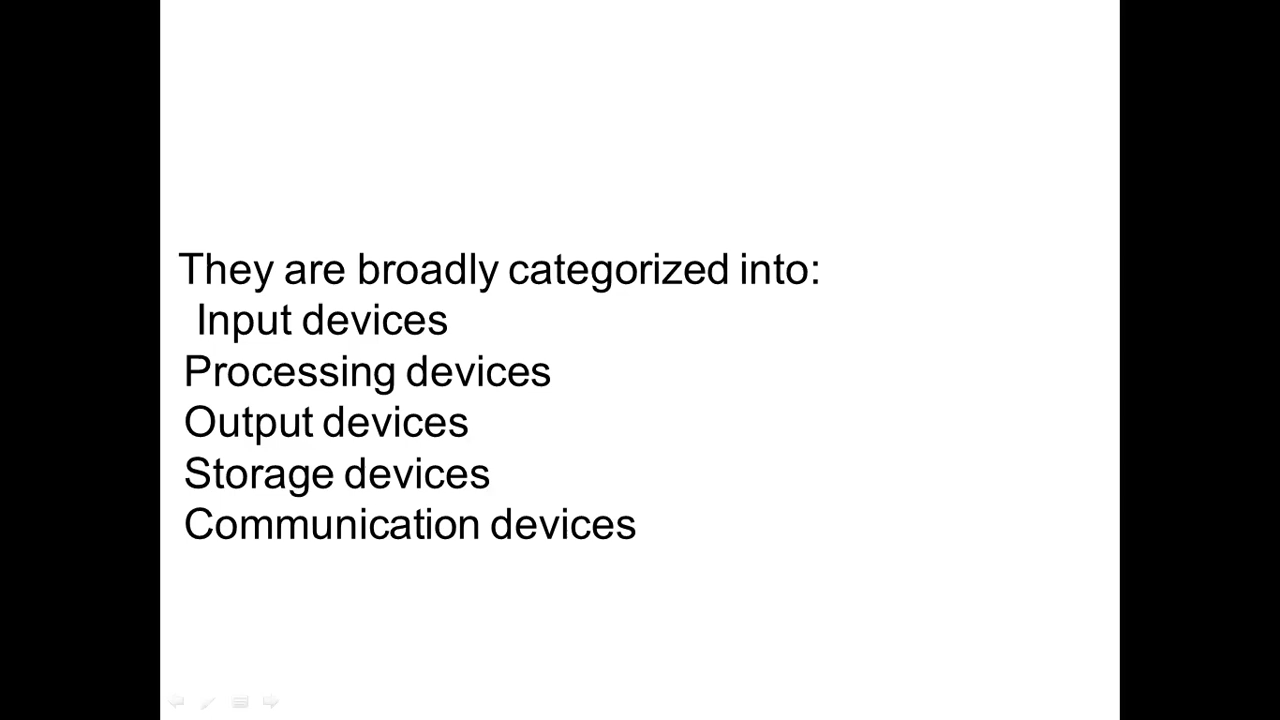 They are broadly categorized into:
Input devices
Processing devices
Output devices
Storage devices
Communication devices